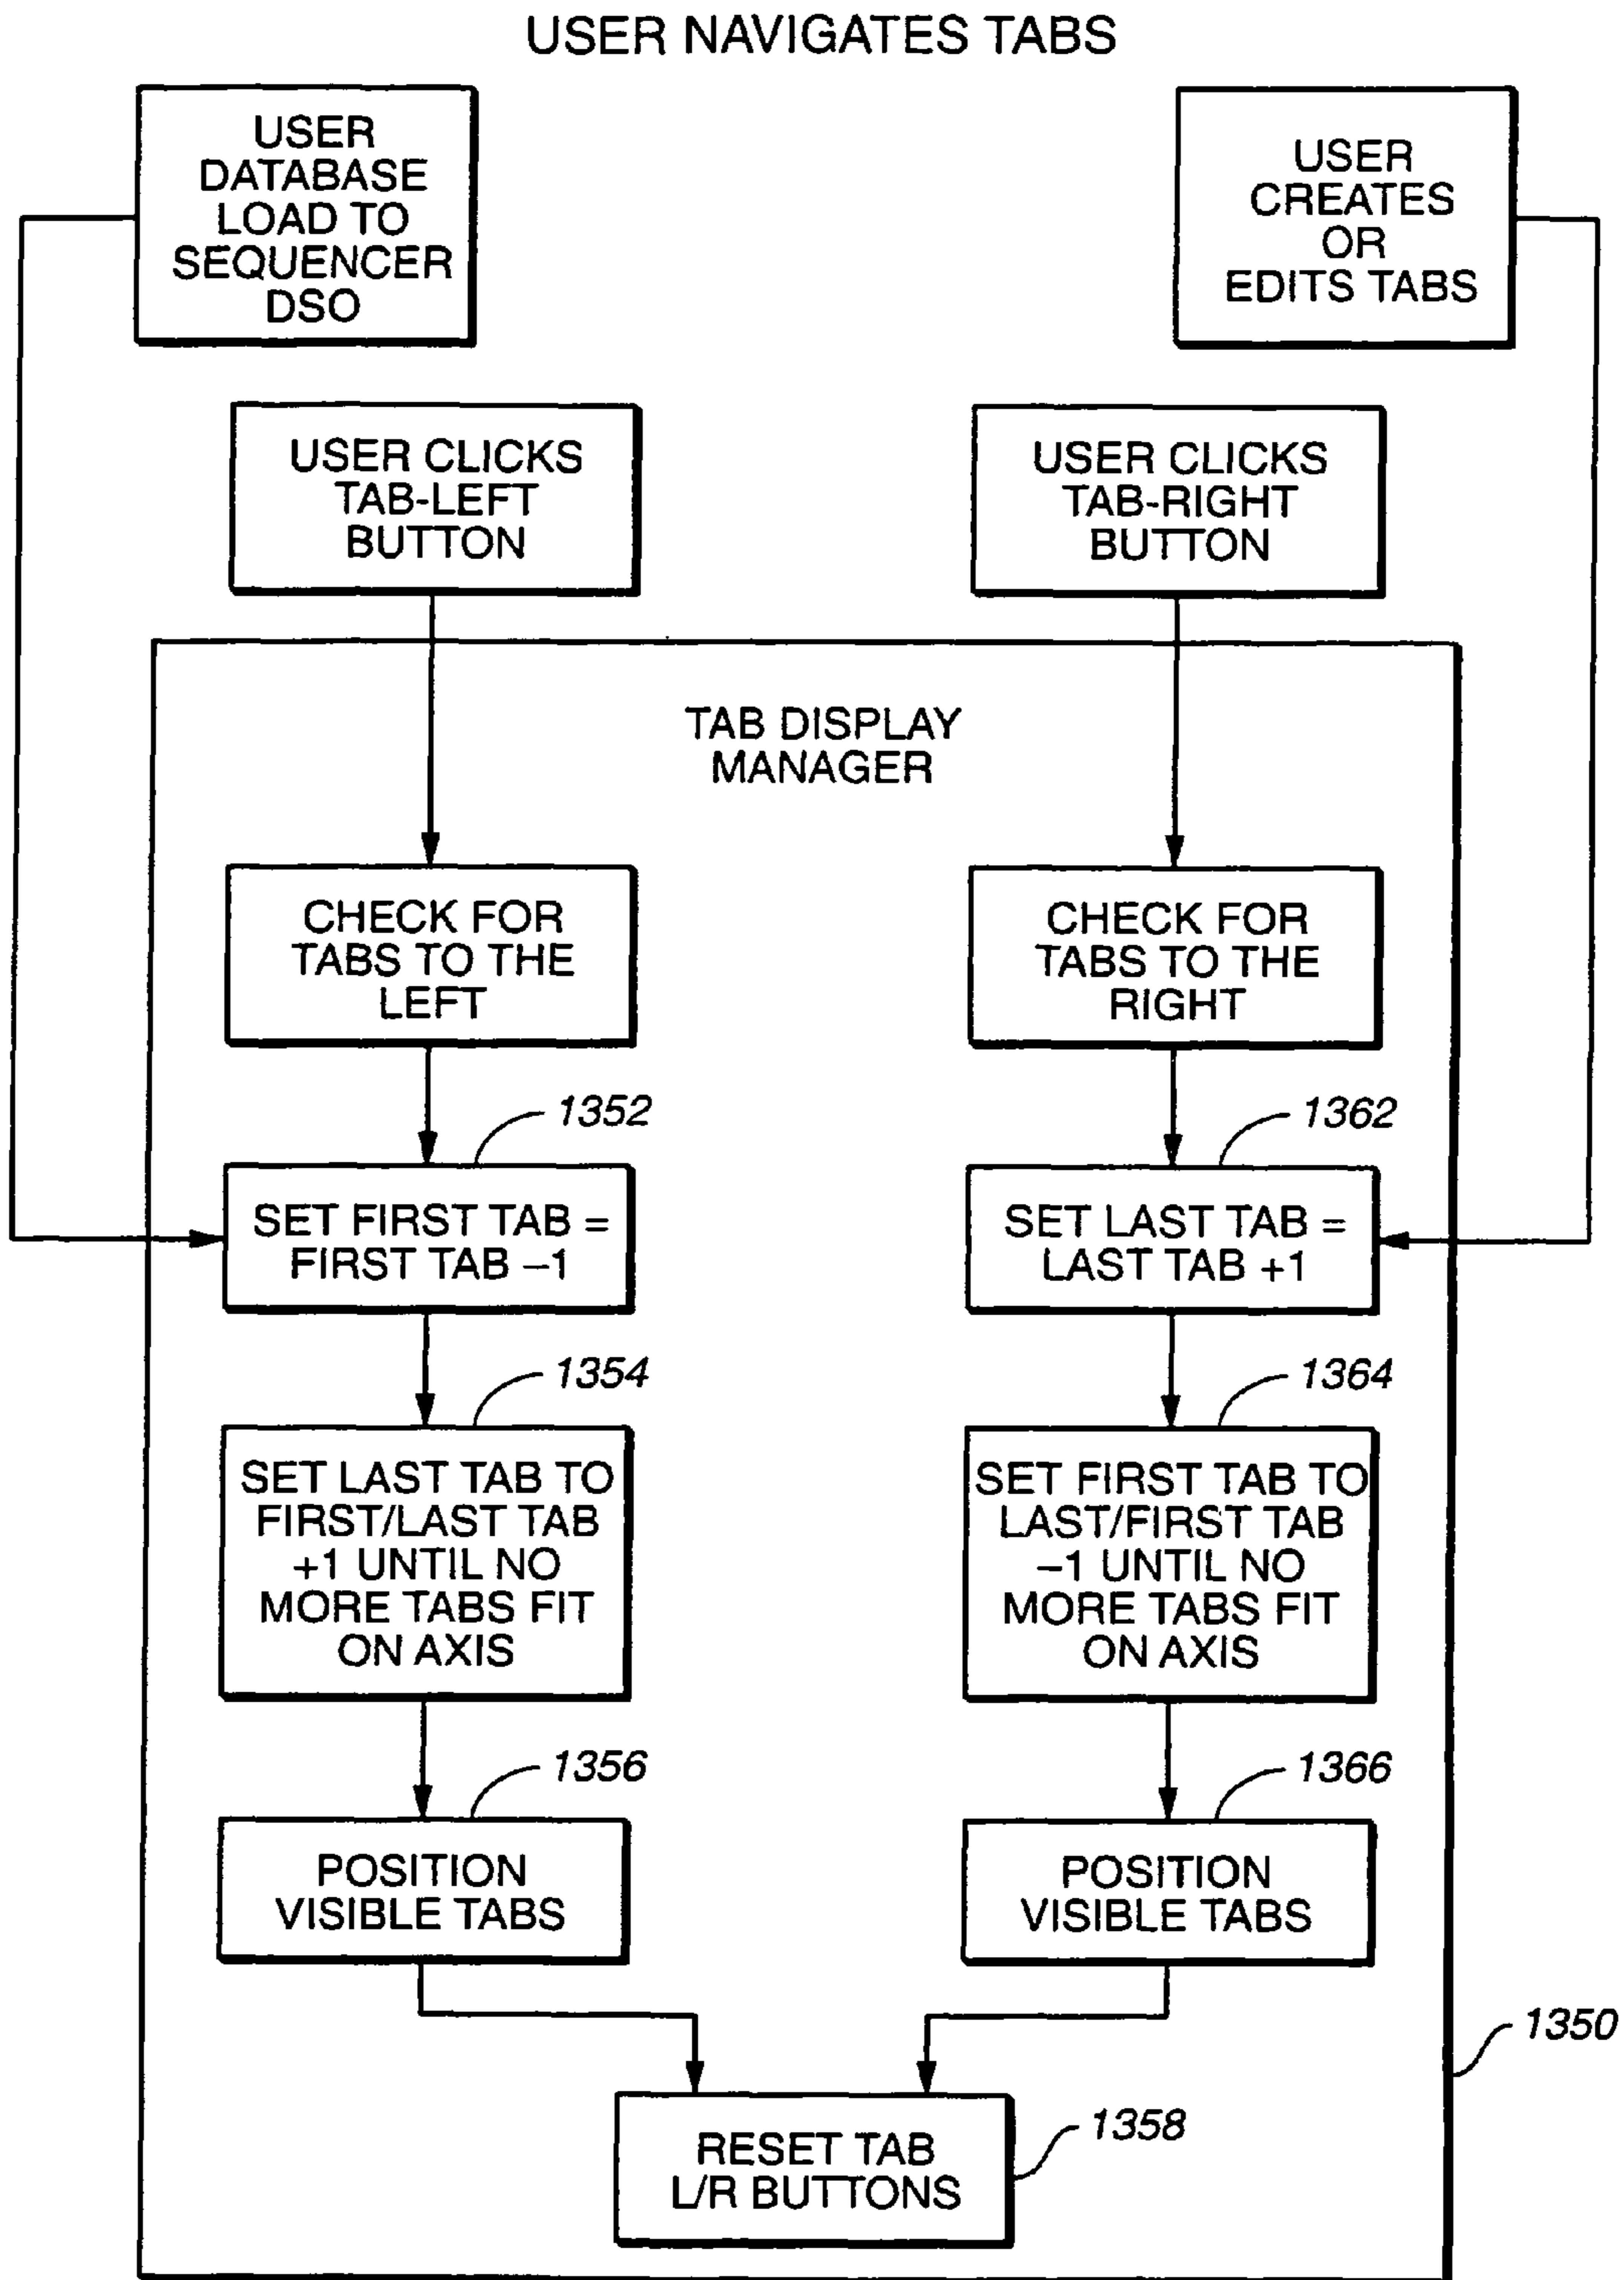 USER NAVIGATES TABS
USER
DATABASE
LOAD TO
SEQUENCER
DSO
USER
CREATES
OR
EDITS TABS
USER CLICKS
TAB-LEFT
BUTTON
USER CLICKS
TAB-RIGHT
BUTTON
TAB DISPLAY
MANAGER
CHECK FOR
TABS TO THE
LEFT
CHECK FOR
TABS TO THE
RIGHT
1352
1362
SET FIRST TAB =
FIRST TAB –1
SET LAST TAB =
LAST TAB +1
1354
1364
SET LAST TAB TO
FIRST/LAST TAB
+1 UNTIL NO
MORE TABS FIT
ON AXIS
SET FIRST TAB TO
LAST/FIRST TAB
–1 UNTIL NO
MORE TABS FIT
ON AXIS
1356
1366
POSITION
VISIBLE TABS
POSITION
VISIBLE TABS
1350
1358
RESET TAB
L/R BUTTONS